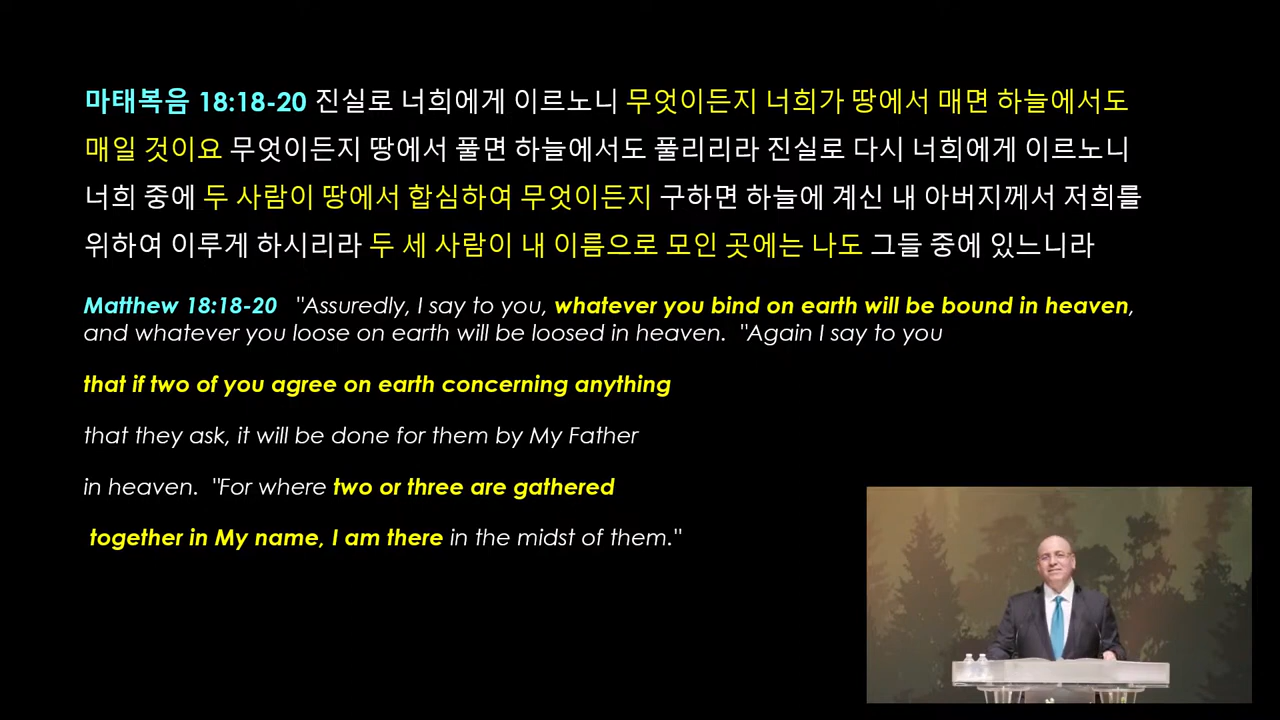 마태복음 18:18-20 진실로 너희에게 이르노니 무엇이든지 너희가 땅에서 매면 하늘에서도
매일 것이요 무엇이든지 땅에서 풀면 하늘에서도 풀리리라 진실로 다시 너희에게 이르노니
너희 중에 두 사람이 땅에서 합심하여 무엇이든지 구하면 하늘에 계신 내 아버지께서 저희를
위하여 이루게 하시리라 두 세 사람이 내 이름으로 모인 곳에는 나도 그들 중에 있느니라
Matthew 18:18-20 "Assuredly, I say to you, whatever you bind on earth will be bound in heaven,
and whatever you loose on earth will be loosed in heaven. "Again I say to you
that if two of you agree on earth concerning anything
that they ask, it will be done for them by My Father
in heaven. "For where two or three are gathered
together in My name, I am there in the midst of them."